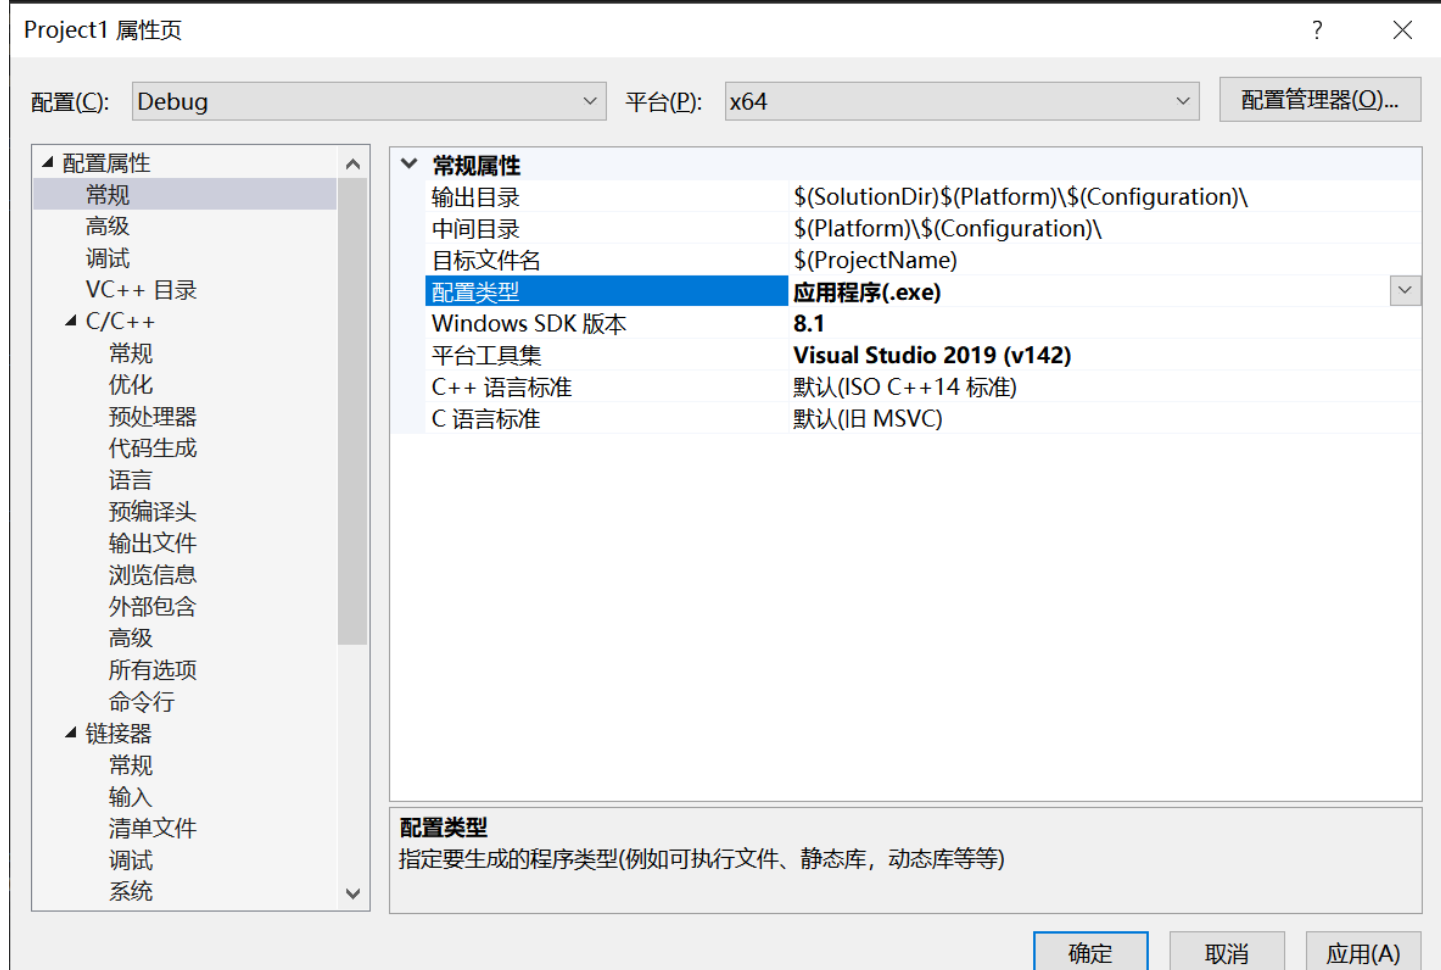 Project1 属性页
?
配置(C): Debug 平台(P): x64 配置管理器(O)...
配置属性
常规
高级
调试
VC++ 目录
C/C++
常规
优化
预处理器
代码生成
语言
预编译头
输出文件
浏览信息
外部包含
高级
所有选项
命令行
链接器
常规
输入
清单文件
调试
系统
常规属性
输出目录 $(SolutionDir)$(Platform)\$(Configuration)\
中间目录 $(Platform)\$(Configuration)\
目标文件名 $(ProjectName)
配置类型 应用程序(.exe)
Windows SDK 版本 8.1
平台工具集 Visual Studio 2019 (v142)
C++ 语言标准 默认(ISO C++14 标准)
C 语言标准 默认(旧 MSVC)
配置类型
指定要生成的程序类型(例如可执行文件、静态库，动态库等等)
确定 取消 应用(A)